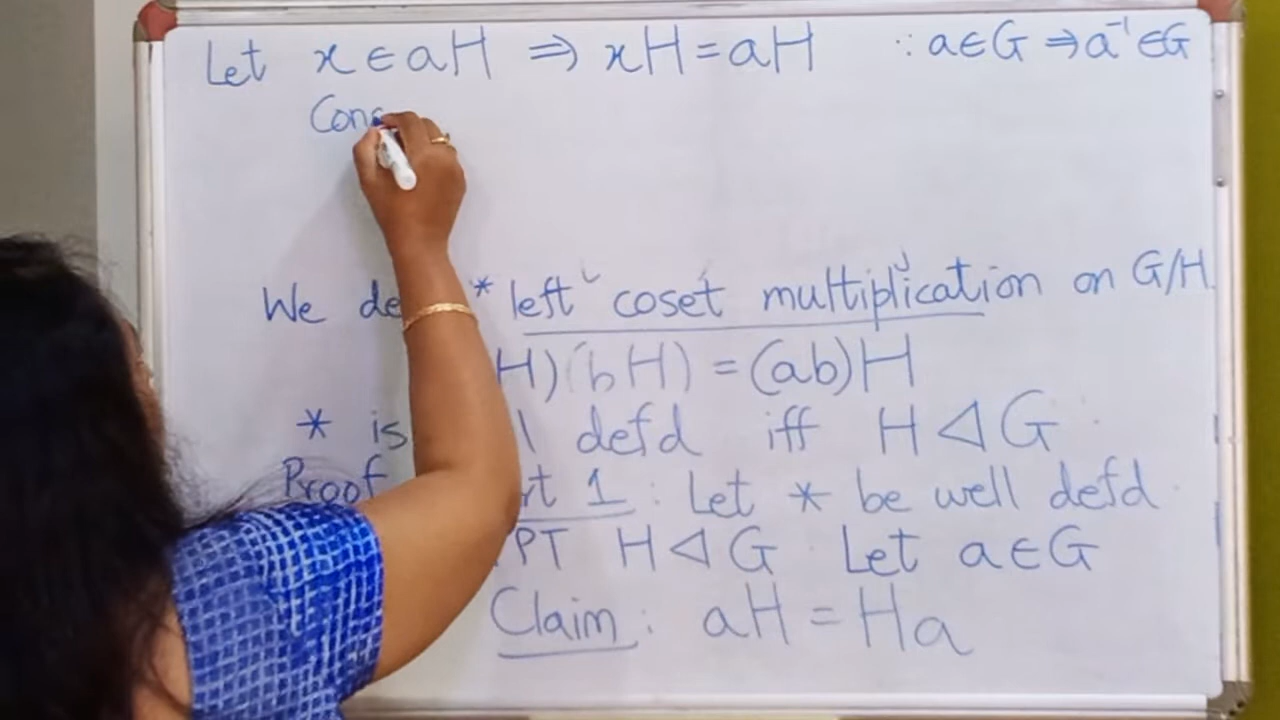 Let x ∈ aH ⇒ xH = aH ∵ a∈G ⇒ a⁻¹ ∈ G
Cons
We de * left coset multiplication on G/H.
H)(bH) = (ab)H
* is l defd iff H ◁ G.
Proof rt 1: Let * be well defd.
PT H ◁ G Let a ∈ G
Claim: aH = Ha